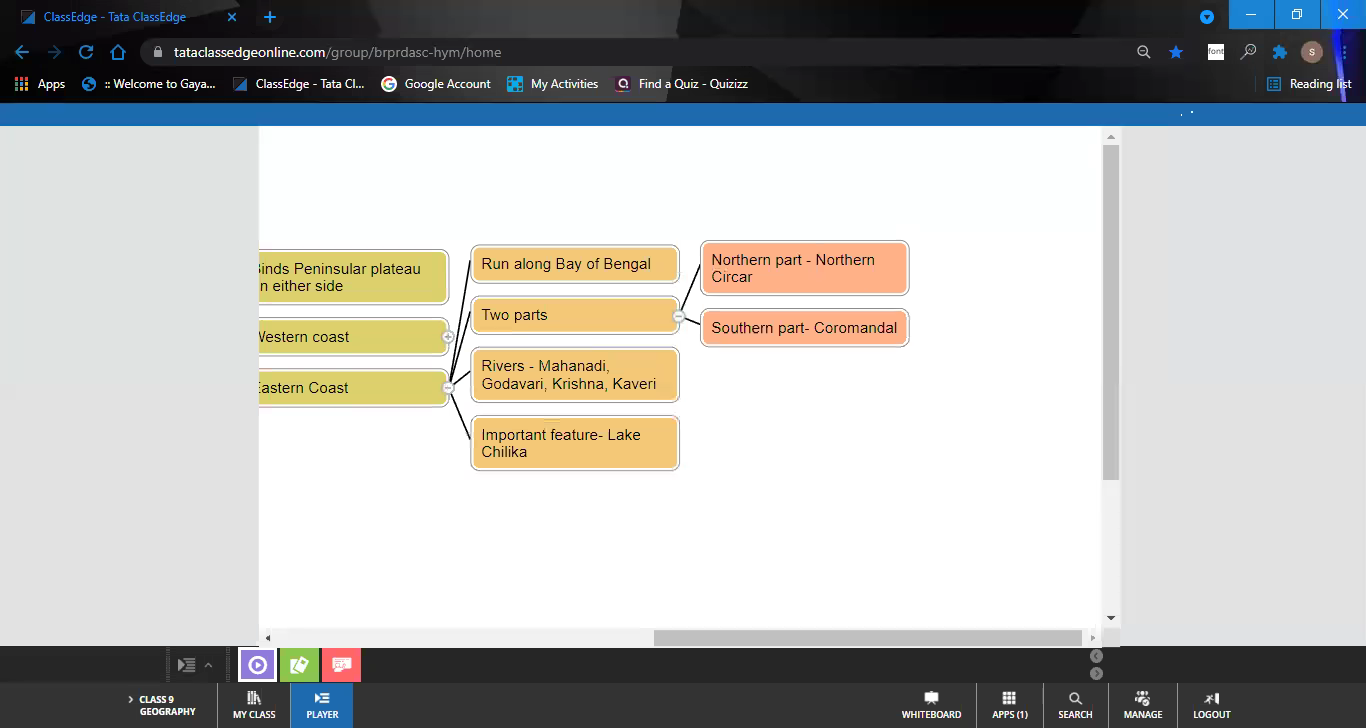 ClassEdge - Tata ClassEdge
tataclassedgeonline.com/group/brprdasc-hym/home
font
S
Apps
:: Welcome to Gaya...
ClassEdge - Tata Cl...
Google Account
My Activities
Find a Quiz - Quizizz
Reading list
Binds Peninsular plateau
on either side
Western coast
Eastern Coast
Run along Bay of Bengal
Two parts
Rivers - Mahanadi,
Godavari, Krishna, Kaveri
Important feature- Lake
Chilika
Northern part - Northern
Circar
Southern part- Coromandal
CLASS 9
GEOGRAPHY
MY CLASS
PLAYER
WHITEBOARD
APPS (1)
SEARCH
MANAGE
LOGOUT